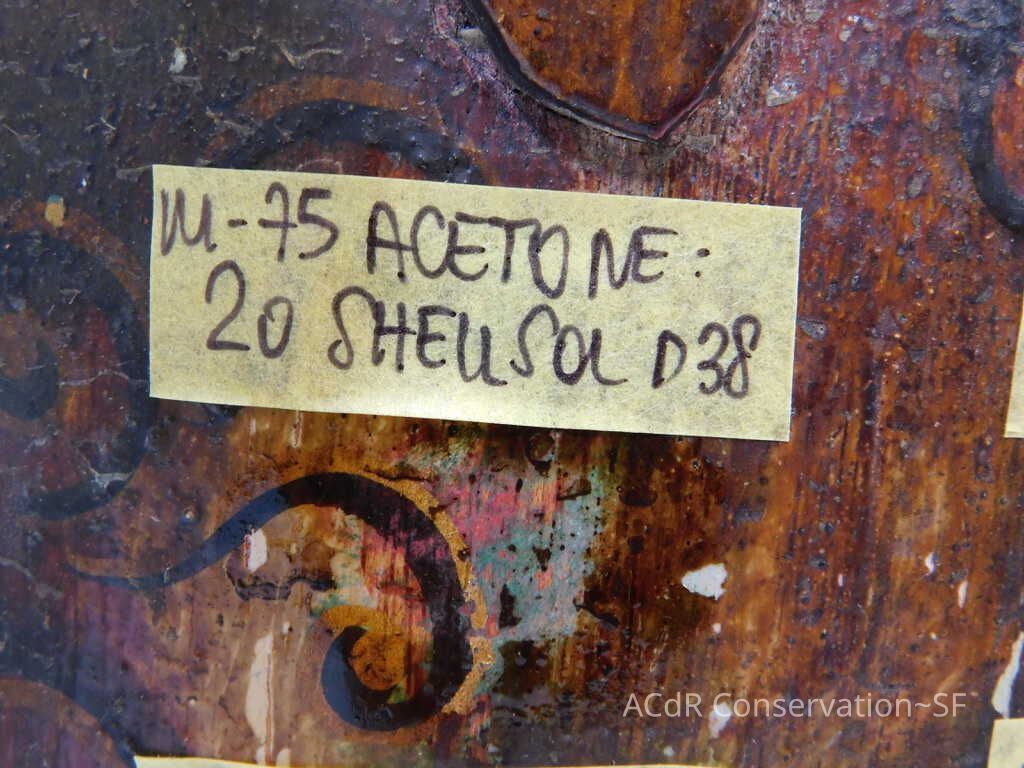 M-75 ACETONE:
20 SHELLSOL D38
ACdR Conservation~SF